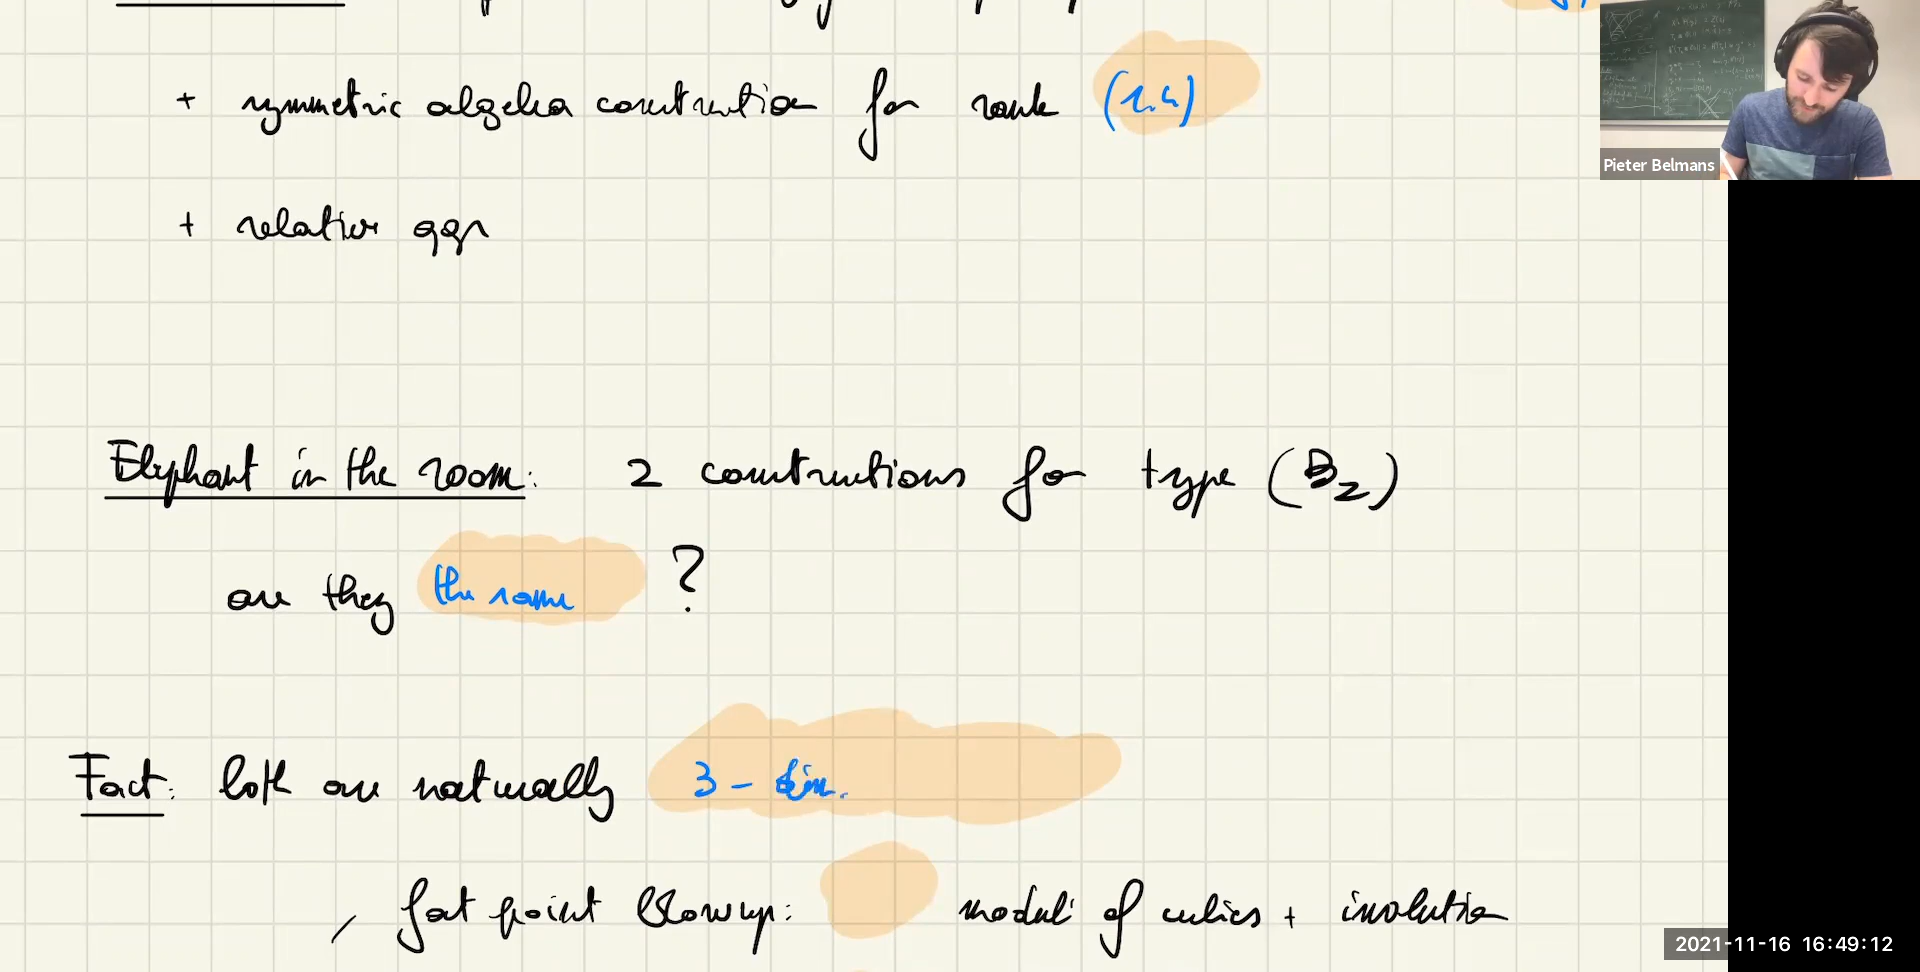 + symmetric algebra construction for rank (1,4)
+ relative qgr
Elephant in the room: 2 constructions for type (B2)
are they the same ?
Fact: both are naturally 3-dim.
, fat point blowup: moduli of cubics + involution
Pieter Belmans
2021-11-16 16:49:12